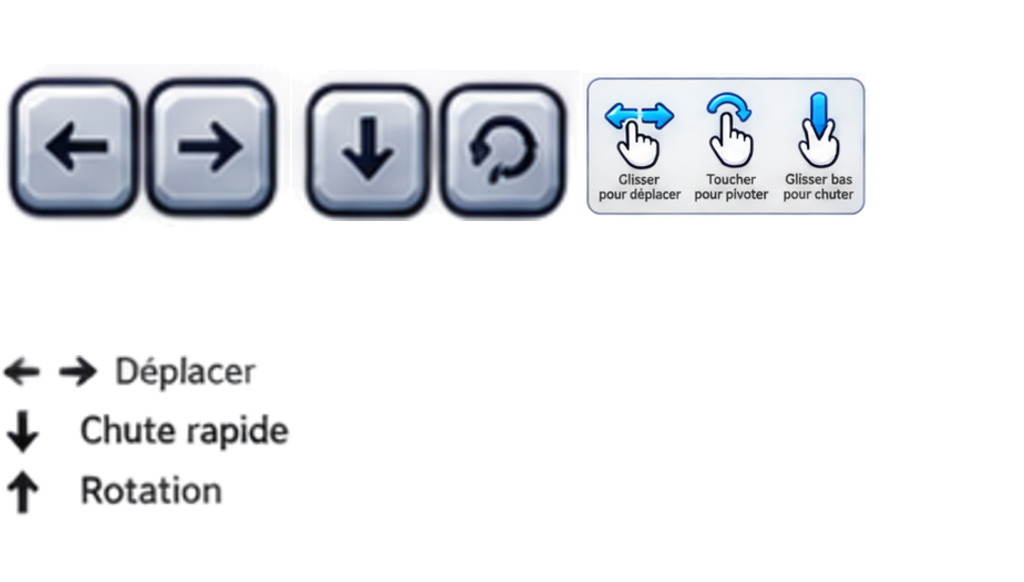 Glisser
pour déplacer
Toucher
pour pivoter
Glisser bas
pour chuter
← → Déplacer
↓ Chute rapide
↑ Rotation